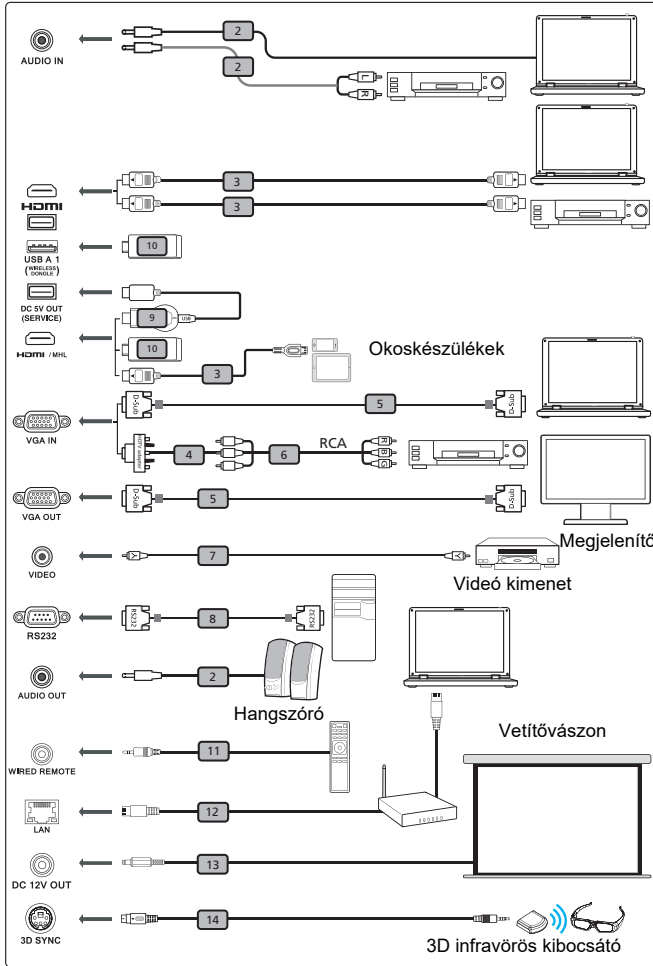 AUDIO IN
2
2
L
R
HDMI
3
3
USB A 1
(WIRELESS DONGLE)
10
DC 5V OUT
(SERVICE)
9
USB
HDMI / MHL
10
3
Okoskészülékek
VGA IN
D-Sub
5
D-Sub
HDTV adapter
4
6
RCA
R
B
G
VGA OUT
D-Sub
5
D-Sub
Megjelenítő
VIDEO
Y
7
Y
Videó kimenet
RS232
RS232
8
RS232
AUDIO OUT
2
Hangszóró
Vetítővászon
WIRED REMOTE
11
LAN
12
DC 12V OUT
13
3D SYNC
14
3D infravörös kibocsátó